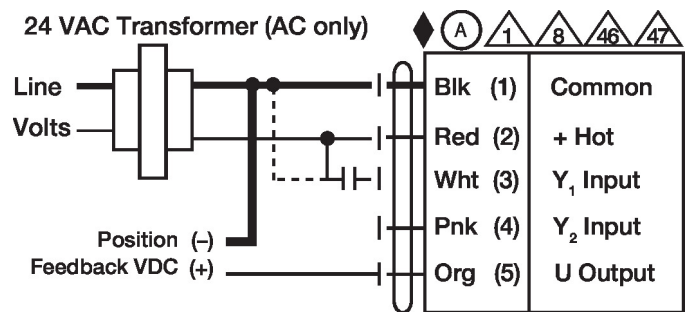 24 VAC Transformer (AC only)
A 1 8 46 47
Line
Volts
Blk (1) Common
Red (2) + Hot
Wht (3) Y1 Input
Pnk (4) Y2 Input
Position (–)
Feedback VDC (+)
Org (5) U Output